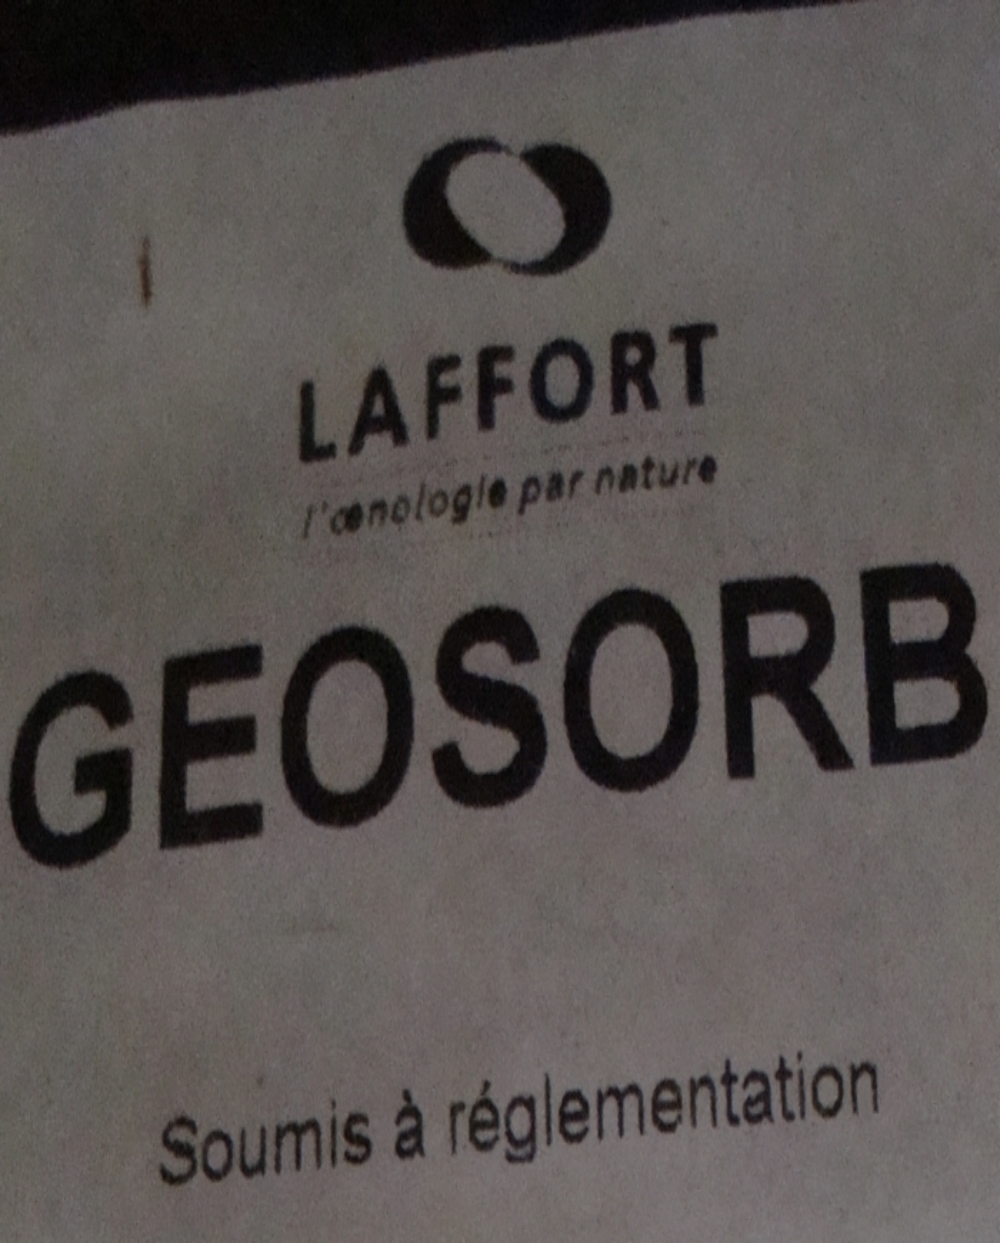 LAFFORT
l'œnologie par nature
GEOSORB
Soumis à réglementation